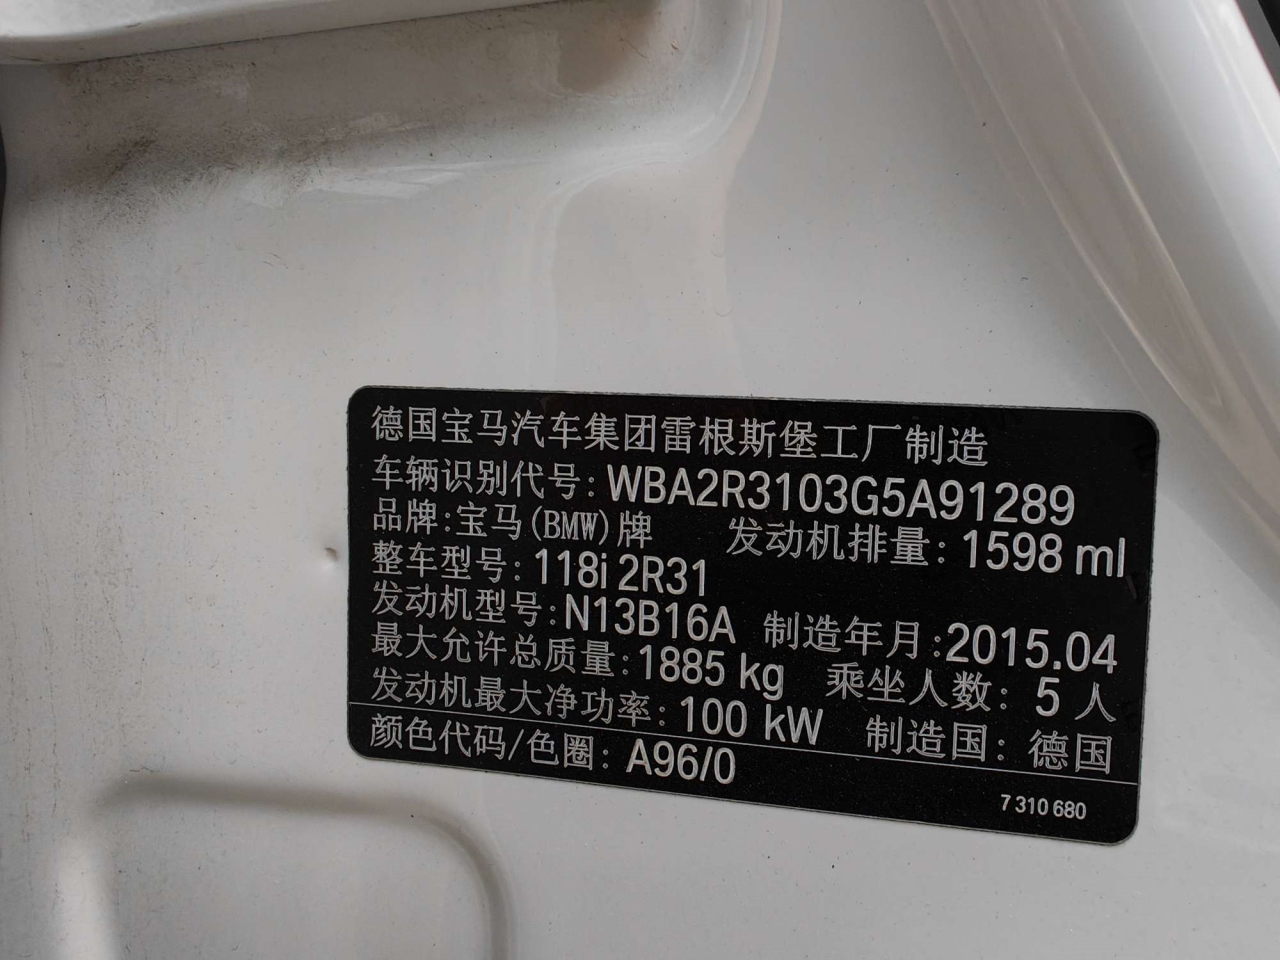 德国宝马汽车集团雷根斯堡工厂制造
车辆识别代号: WBA2R3103G5A91289
品牌:宝马(BMW)牌 发动机排量: 1598 ml
整车型号: 118i 2R31
发动机型号: N13B16A 制造年月:2015.04
最大允许总质量: 1885 kg 乘坐人数: 5 人
发动机最大净功率: 100 kW 制造国: 德国
颜色代码/色圈: A96/0
7 310 680